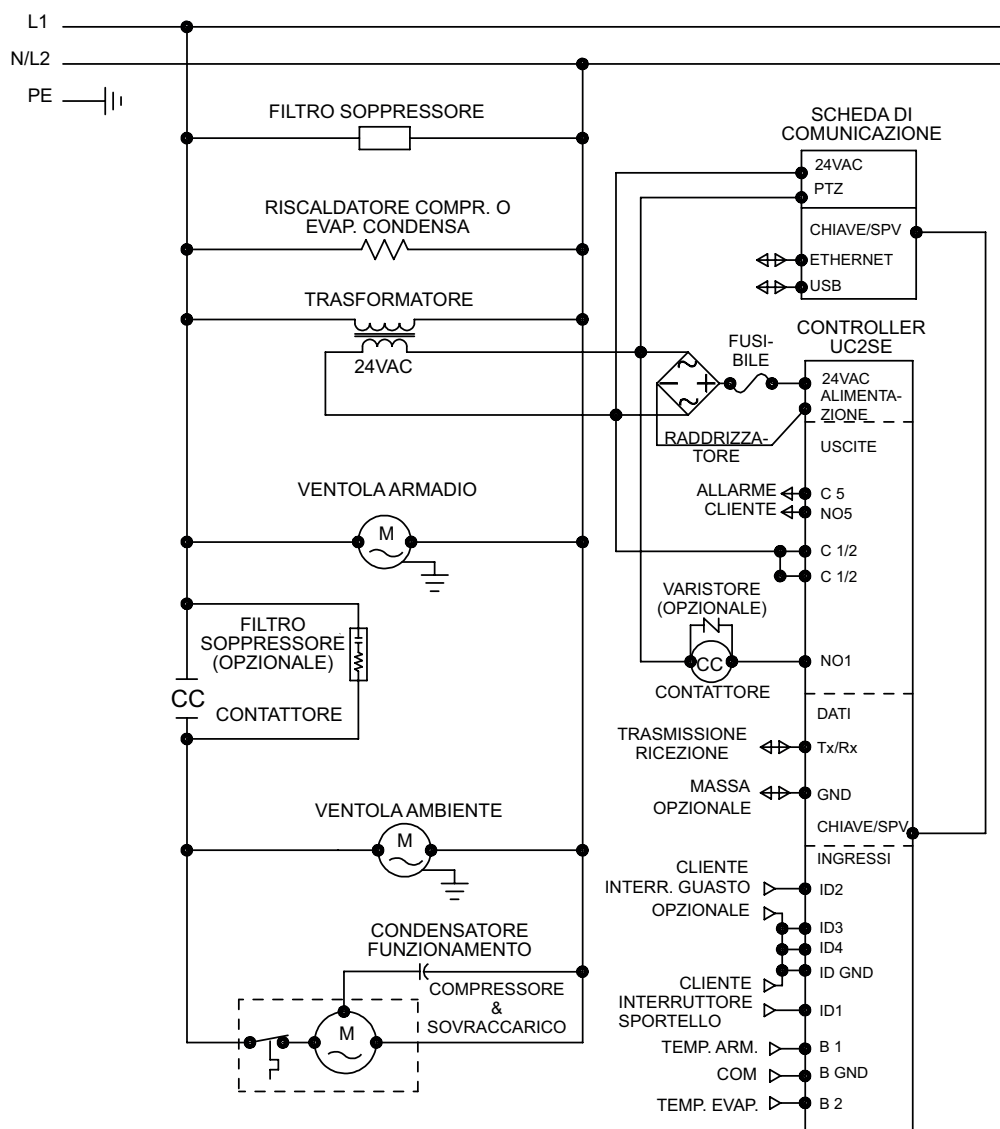 L1
N/L2
PE
FILTRO SOPPRESSORE
RISCALDATORE COMPR. O
EVAP. CONDENSA
TRASFORMATORE
24VAC
SCHEDA DI
COMUNICAZIONE
24VAC
PTZ
CHIAVE/SPV
ETHERNET
USB
CONTROLLER
UC2SE
FUSI-
BILE
24VAC
ALIMENTA-
ZIONE
RADDRIZZA-
TORE
USCITE
VENTOLA ARMADIO
M
ALLARME
CLIENTE
C 5
NO5
C 1/2
C 1/2
FILTRO
SOPPRESSORE
(OPZIONALE)
CC
CONTATTORE
VARISTORE
(OPZIONALE)
CC
CONTATTORE
NO1
DATI
TRASMISSIONE
RICEZIONE
Tx/Rx
MASSA
OPZIONALE
GND
CHIAVE/SPV
VENTOLA AMBIENTE
M
INGRESSI
CLIENTE
INTERR. GUASTO
ID2
OPZIONALE
ID3
ID4
ID GND
CLIENTE
INTERRUTTORE
SPORTELLO
ID1
CONDENSATORE
FUNZIONAMENTO
COMPRESSORE
&
SOVRACCARICO
M
TEMP. ARM.
B 1
COM
B GND
TEMP. EVAP.
B 2